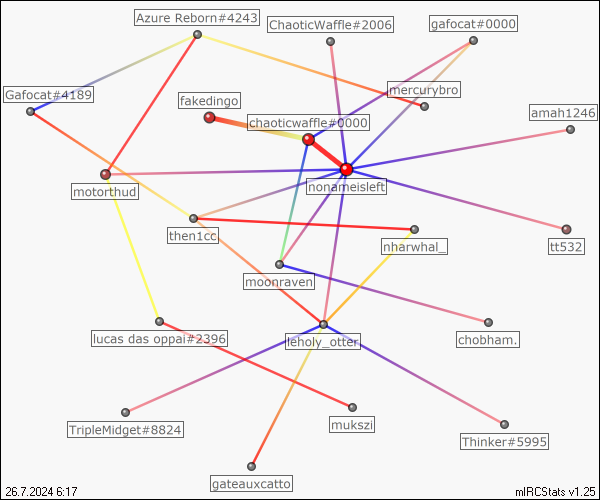 Azure Reborn#4243
ChaoticWaffle#2006
gafocat#0000
Gafocat#4189
mercurybro
fakedingo
amah1246
chaoticwaffle#0000
motorthud
nonameisleft
then1cc
nharwhal_
tt532
moonraven
lucas das oppai#2396
leholy_otter
chobham.
TripleMidget#8824
mukszi
Thinker#5995
gateauxcatto
26.7.2024 6:17
mIRCStats v1.25